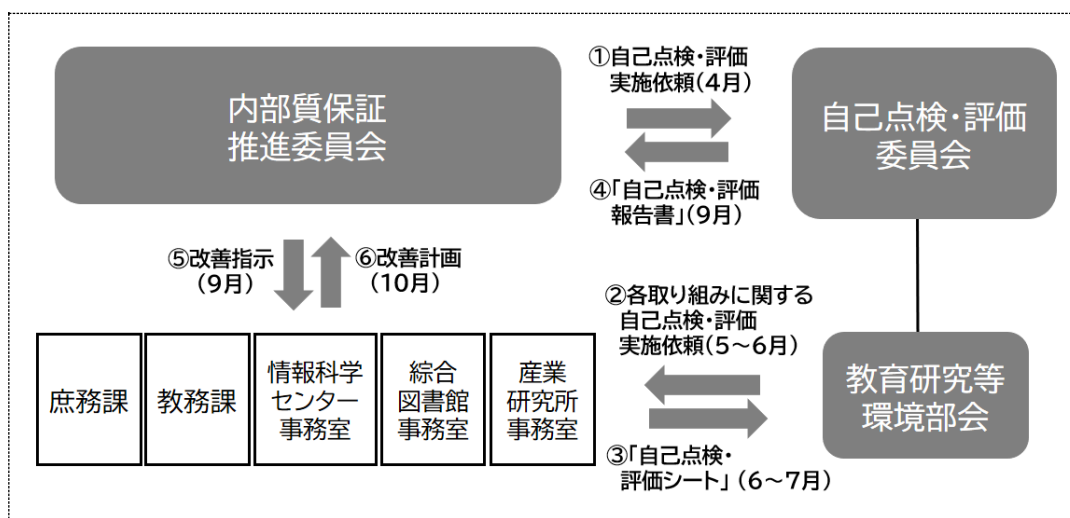 内部質保証
推進委員会
①自己点検・評価
実施依頼(4月)
④「自己点検・評価
報告書」(9月)
自己点検・評価
委員会
⑤改善指示
(9月)
⑥改善計画
(10月)
②各取り組みに関する
自己点検・評価
実施依頼(5~6月)
③「自己点検・
評価シート」(6~7月)
教育研究等
環境部会
庶務課
教務課
情報科学
センター
事務室
綜合
図書館
事務室
産業
研究所
事務室